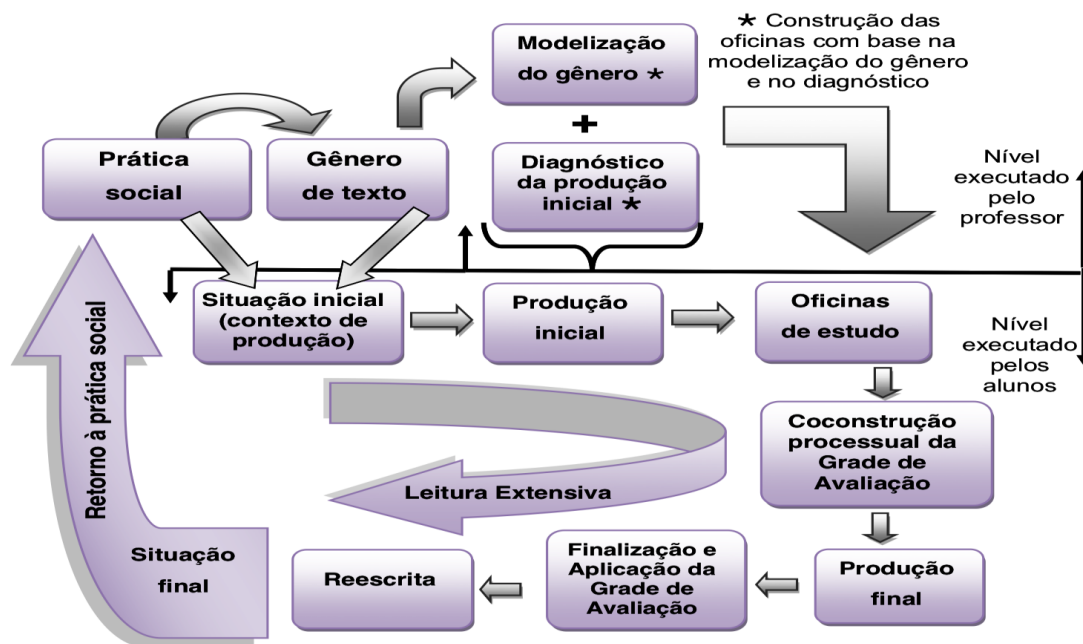 Modelização
do gênero *
* Construção das
oficinas com base na
modelização do gênero
e no diagnóstico
Prática
social
Gênero
de texto
+
Diagnóstico
da produção
inicial *
Nível
executado
pelo
professor
Situação inicial
(contexto de
produção)
Produção
inicial
Oficinas
de estudo
Nível
executado
pelos
alunos
Coconstrução
processual da
Grade de
Avaliação
Leitura Extensiva
Retorno à prática social
Situação
final
Reescrita
Finalização e
Aplicação da
Grade de
Avaliação
Produção
final